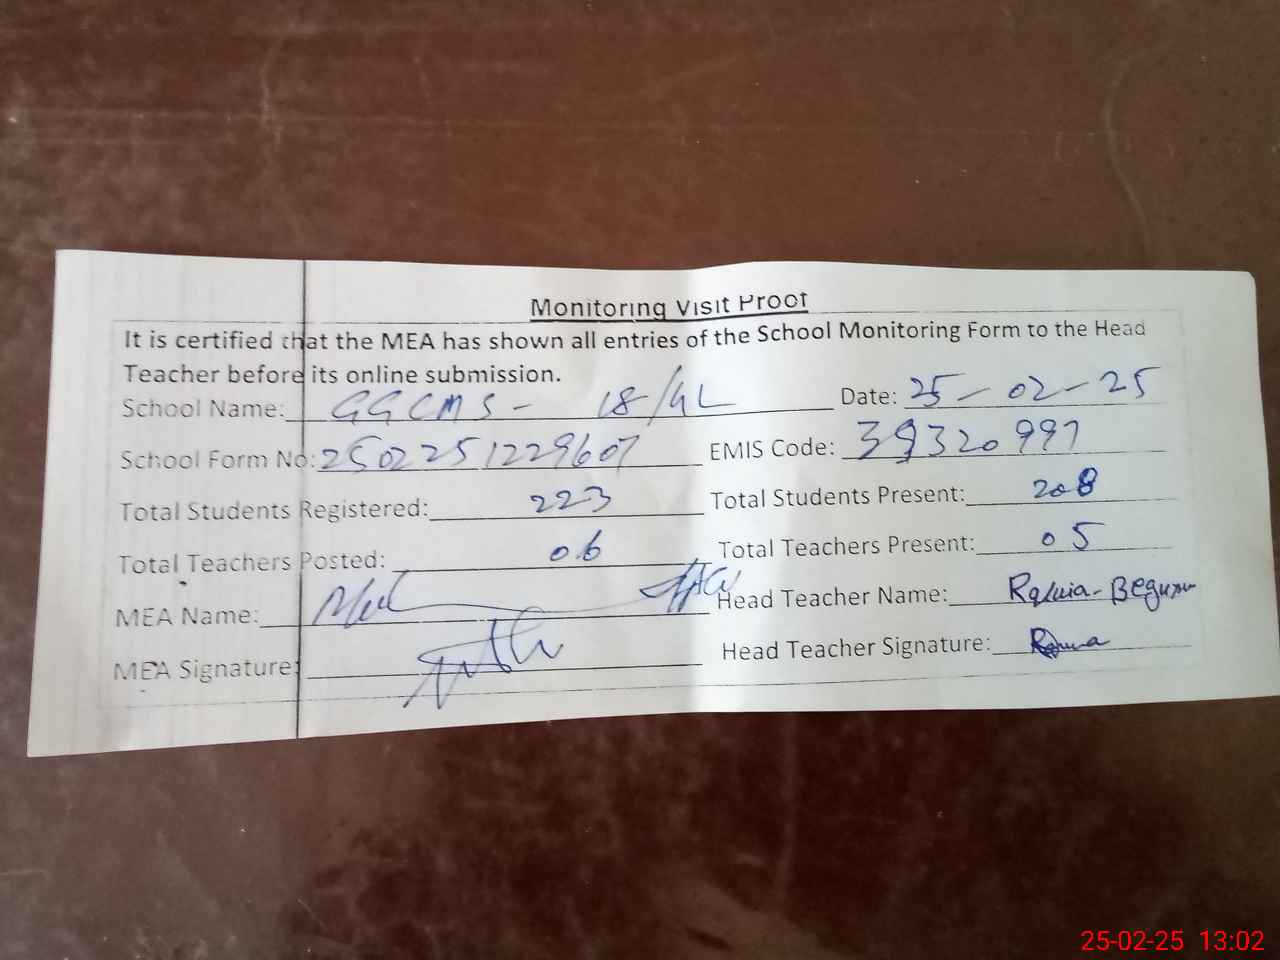 Monitoring Visit Proof
It is certified that the MEA has shown all entries of the School Monitoring Form to the Head
Teacher before its online submission.
School Name: GGCMS - 18/4L Date: 25-02-25
School Form No: 2502251229607 EMIS Code: 39320997
Total Students Registered: 223 Total Students Present: 208
Total Teachers Posted: 06 Total Teachers Present: 05
MEA Name: Head Teacher Name: Begum
MEA Signature: Head Teacher Signature:
25-02-25 13:02